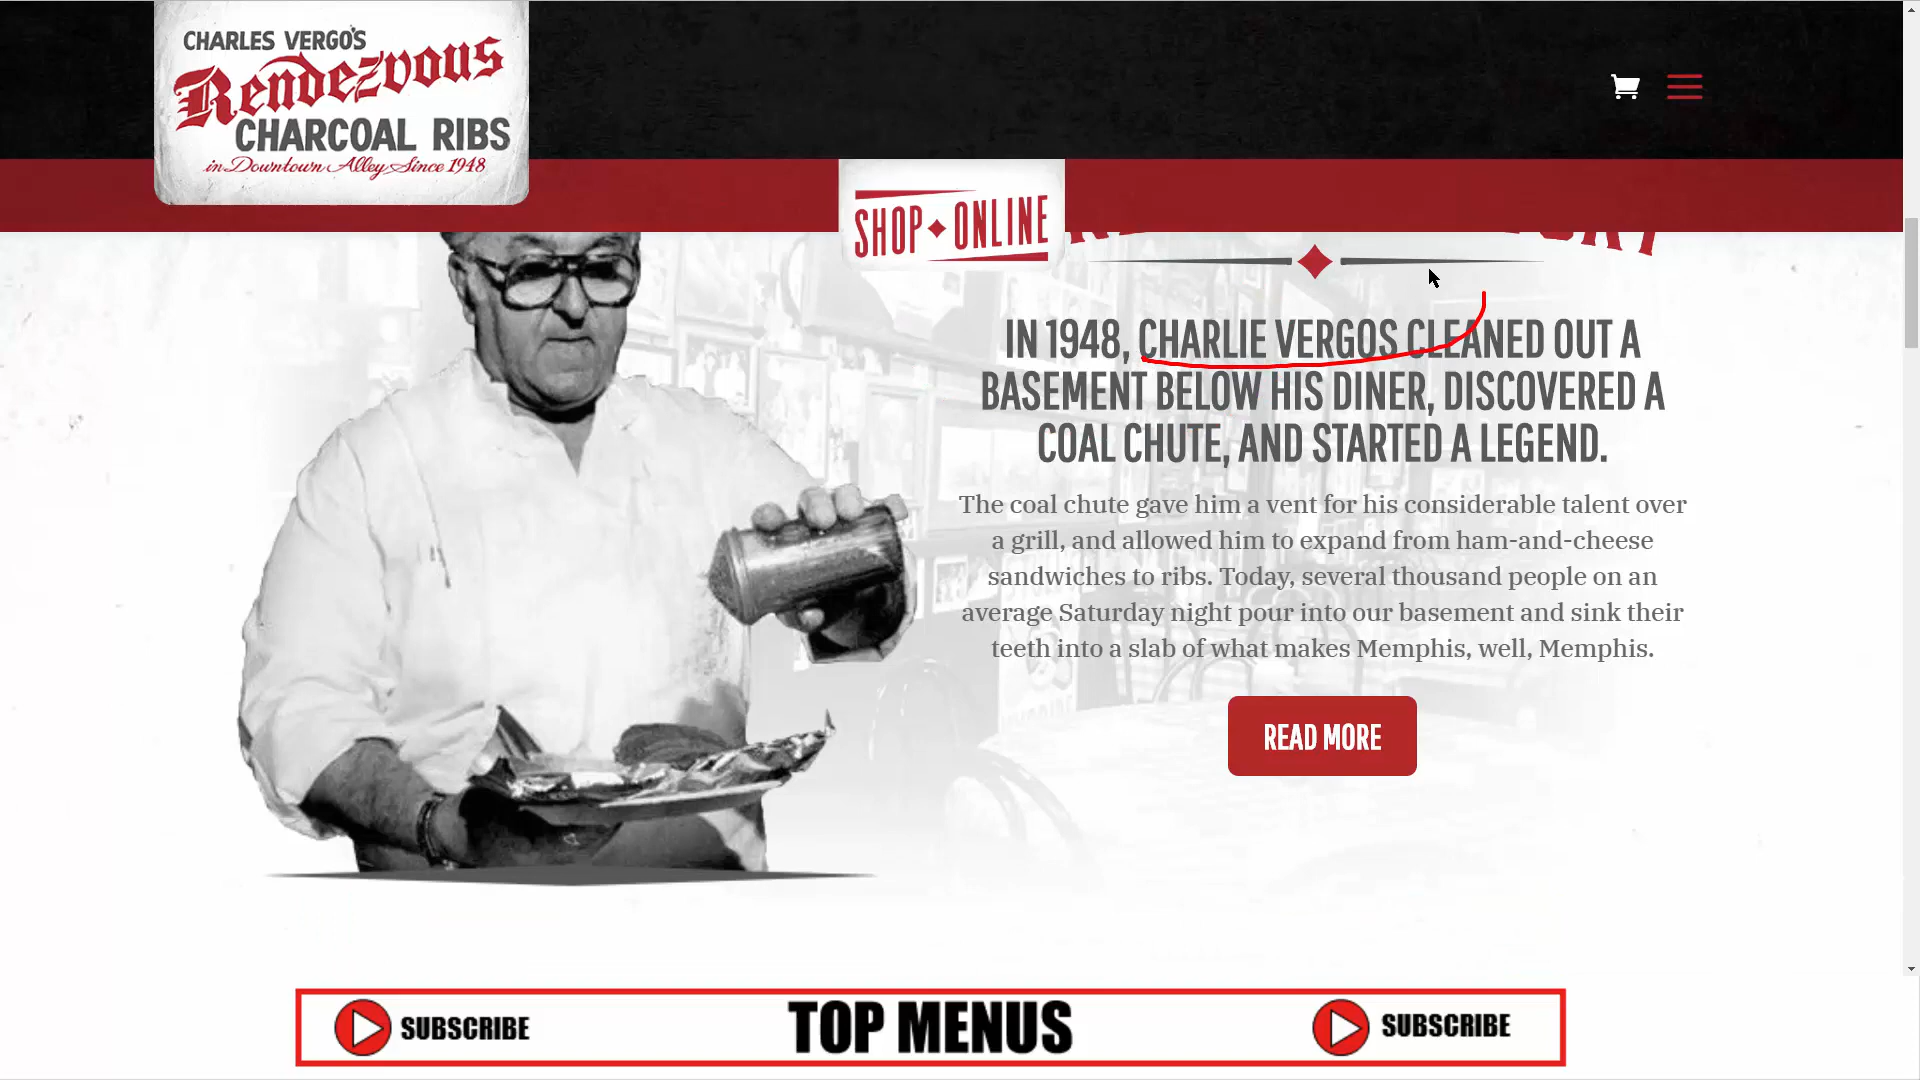 CHARLES VERGO'S
Rendezvous
CHARCOAL RIBS
in Downtown Alley Since 1948
SHOP ONLINE
IN 1948, CHARLIE VERGOS CLEANED OUT A
BASEMENT BELOW HIS DINER, DISCOVERED A
COAL CHUTE, AND STARTED A LEGEND.
The coal chute gave him a vent for his considerable talent over
a grill, and allowed him to expand from ham-and-cheese
sandwiches to ribs. Today, several thousand people on an
average Saturday night pour into our basement and sink their
teeth into a slab of what makes Memphis, well, Memphis.
READ MORE
SUBSCRIBE
TOP MENUS
SUBSCRIBE